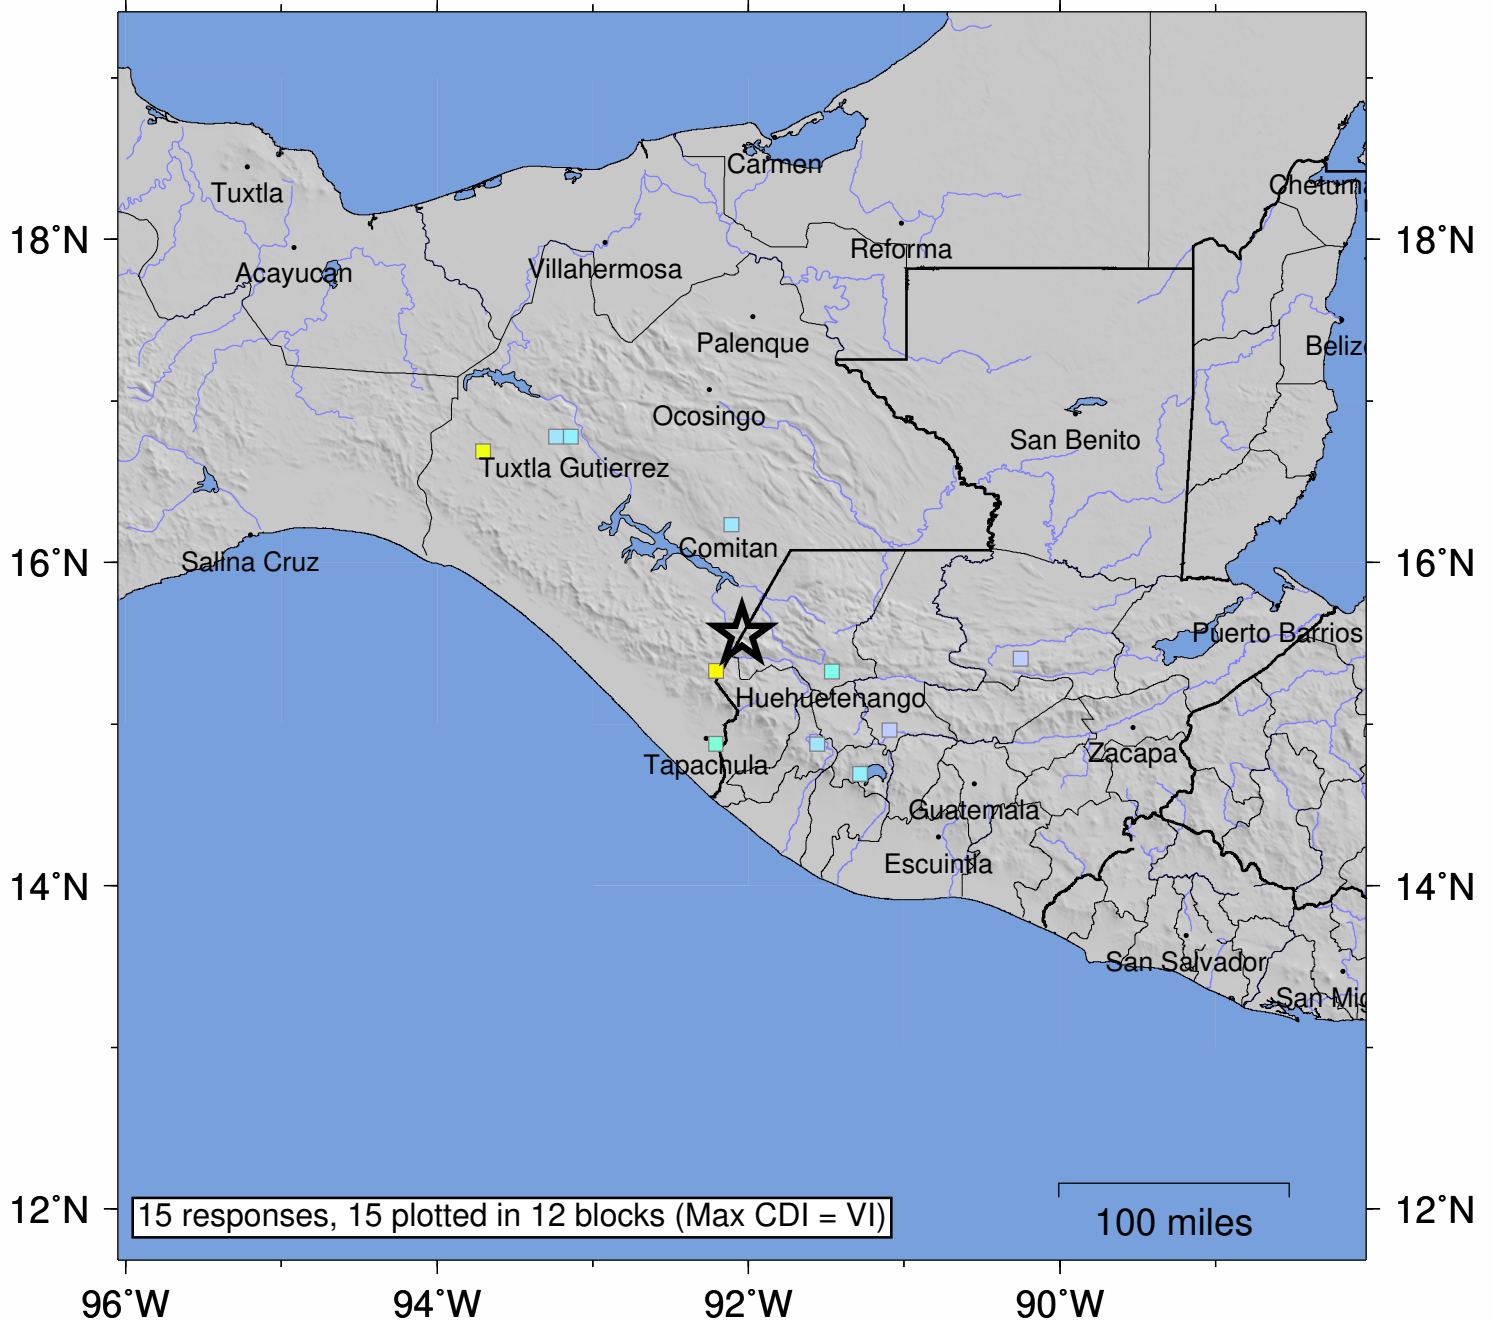 Carmen
Tuxtla
Chetuma
Reforma
18°N
18°N
Acayucan
Villahermosa
Palenque
Belize
Ocosingo
San Benito
Tuxtla Gutierrez
Comitan
Salina Cruz
16°N
16°N
Puerto Barrios
Huehuetenango
Zacapa
Tapachula
Guatemala
Escuintla
14°N
14°N
San Salvador
San Mig
12°N
12°N
15 responses, 15 plotted in 12 blocks (Max CDI = VI)
100 miles
96°W
94°W
92°W
90°W